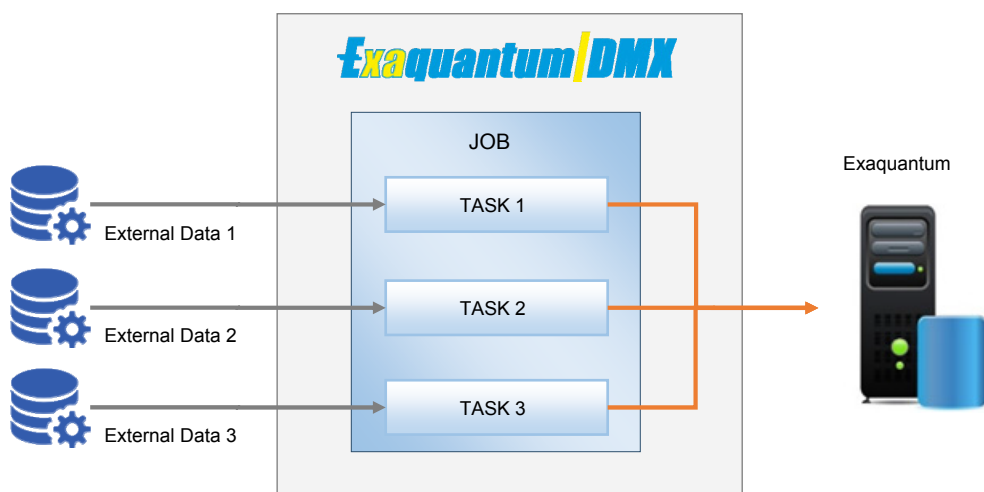 Exaquantum/DMX
JOB
Exaquantum
TASK 1
External Data 1
TASK 2
External Data 2
TASK 3
External Data 3